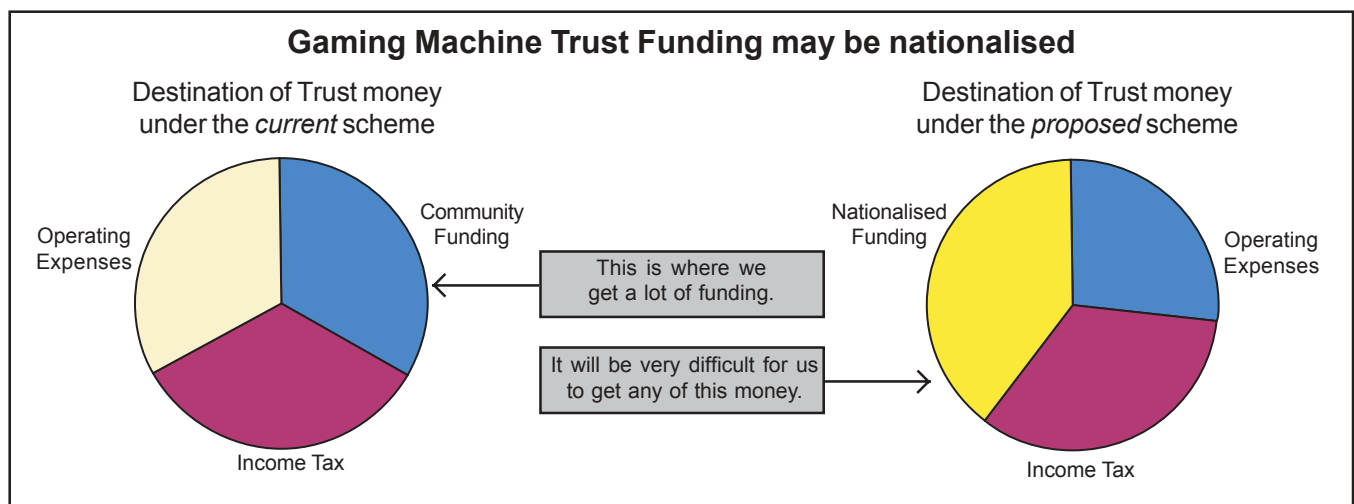 Gaming Machine Trust Funding may be nationalised
Destination of Trust money
under the current scheme
Operating
Expenses
Community
Funding
Income Tax
This is where we
get a lot of funding.
It will be very difficult for us
to get any of this money.
Destination of Trust money
under the proposed scheme
Nationalised
Funding
Operating
Expenses
Income Tax